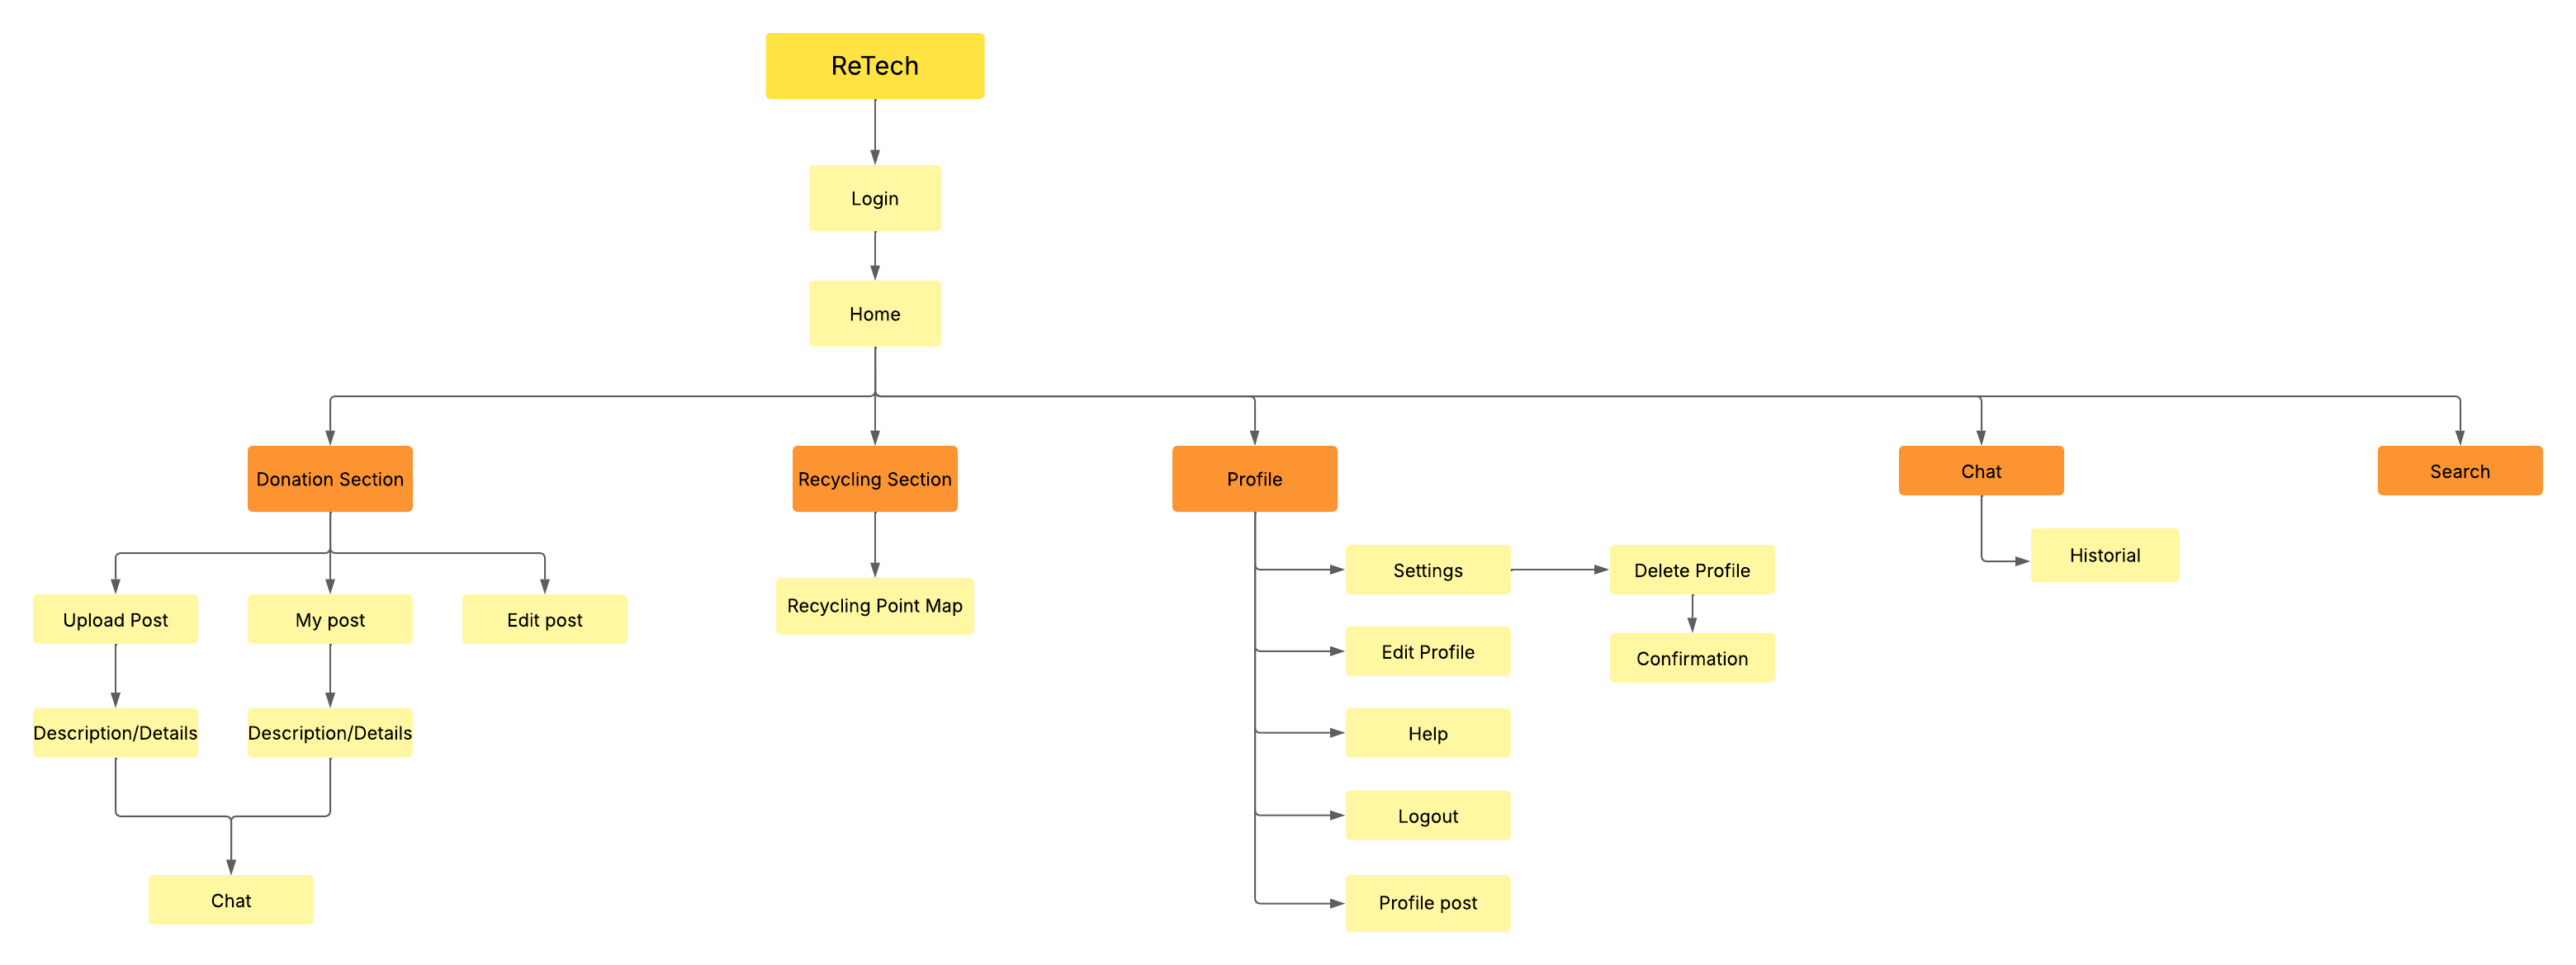 ReTech
Login
Home
Donation Section
Recycling Section
Profile
Chat
Search
Upload Post
My post
Edit post
Description/Details
Description/Details
Chat
Recycling Point Map
Settings
Delete Profile
Confirmation
Edit Profile
Help
Logout
Profile post
Historial